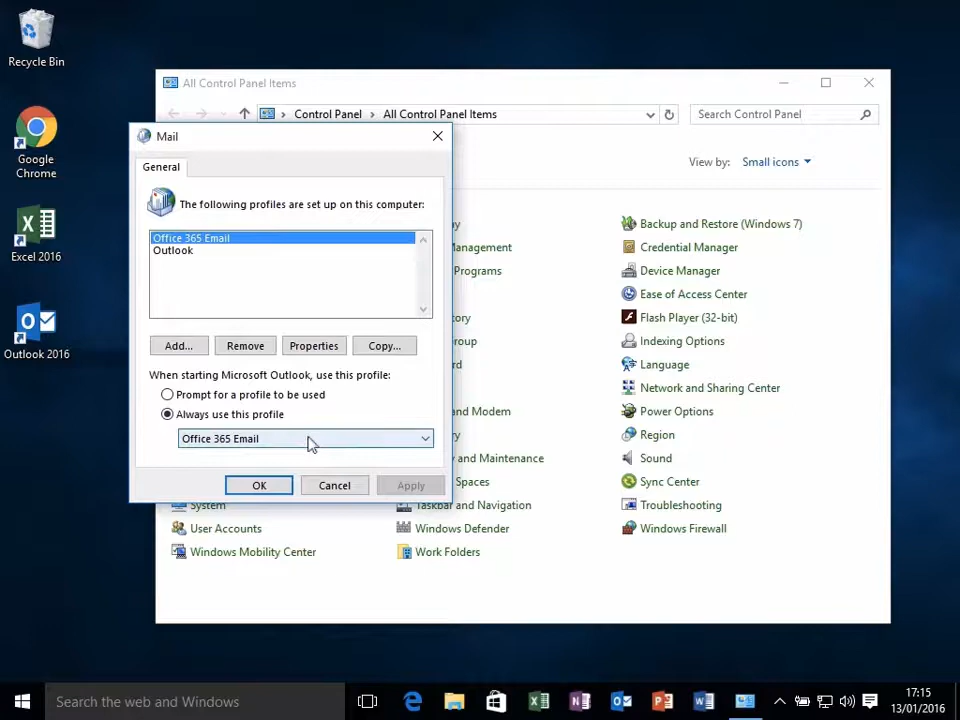 Recycle Bin
Google
Chrome
Excel 2016
Outlook 2016
All Control Panel Items
Control Panel > All Control Panel Items
Search Control Panel
View by: Small icons
Mail
General
The following profiles are set up on this computer:
Office 365 Email
Outlook
Add...
Remove
Properties
Copy...
When starting Microsoft Outlook, use this profile:
Prompt for a profile to be used
Always use this profile
Office 365 Email
OK
Cancel
Apply
Management
Programs
and Modem
and Maintenance
Spaces
System
User Accounts
Windows Mobility Center
Taskbar and Navigation
Windows Defender
Work Folders
Backup and Restore (Windows 7)
Credential Manager
Device Manager
Ease of Access Center
Flash Player (32-bit)
Indexing Options
Language
Network and Sharing Center
Power Options
Region
Sound
Sync Center
Troubleshooting
Windows Firewall
Search the web and Windows
17:15
13/01/2016